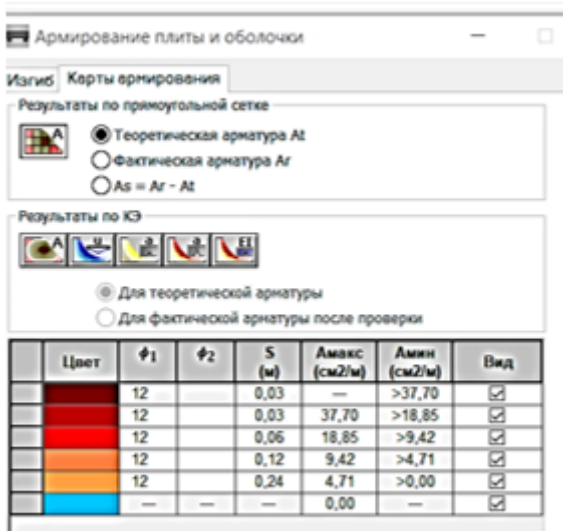 Армирование плиты и оболочки
Изгиб Карты армирования
Результаты по прямоугольной сетке
A
Теоретическая арматура At
Фактическая арматура Ar
As = Ar - At
Результаты по КЭ
A
Для теоретической арматуры
Для фактической арматуры после проверки
Цвет ϕ1 ϕ2 S (м) Амакс (см2/м) Амин (см2/м) Вид
12 0,03 — >37,70
12 0,03 37,70 >18,85
12 0,06 18,85 >9,42
12 0,12 9,42 >4,71
12 0,24 4,71 >0,00
— — — 0,00 —